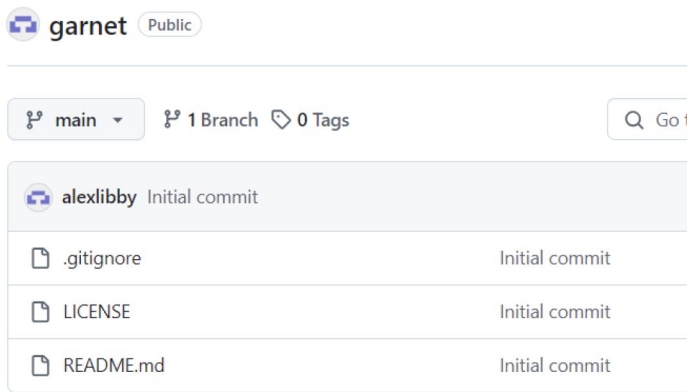 garnet Public
main 1 Branch 0 Tags Go
alexlibby Initial commit
.gitignore Initial commit
LICENSE Initial commit
README.md Initial commit